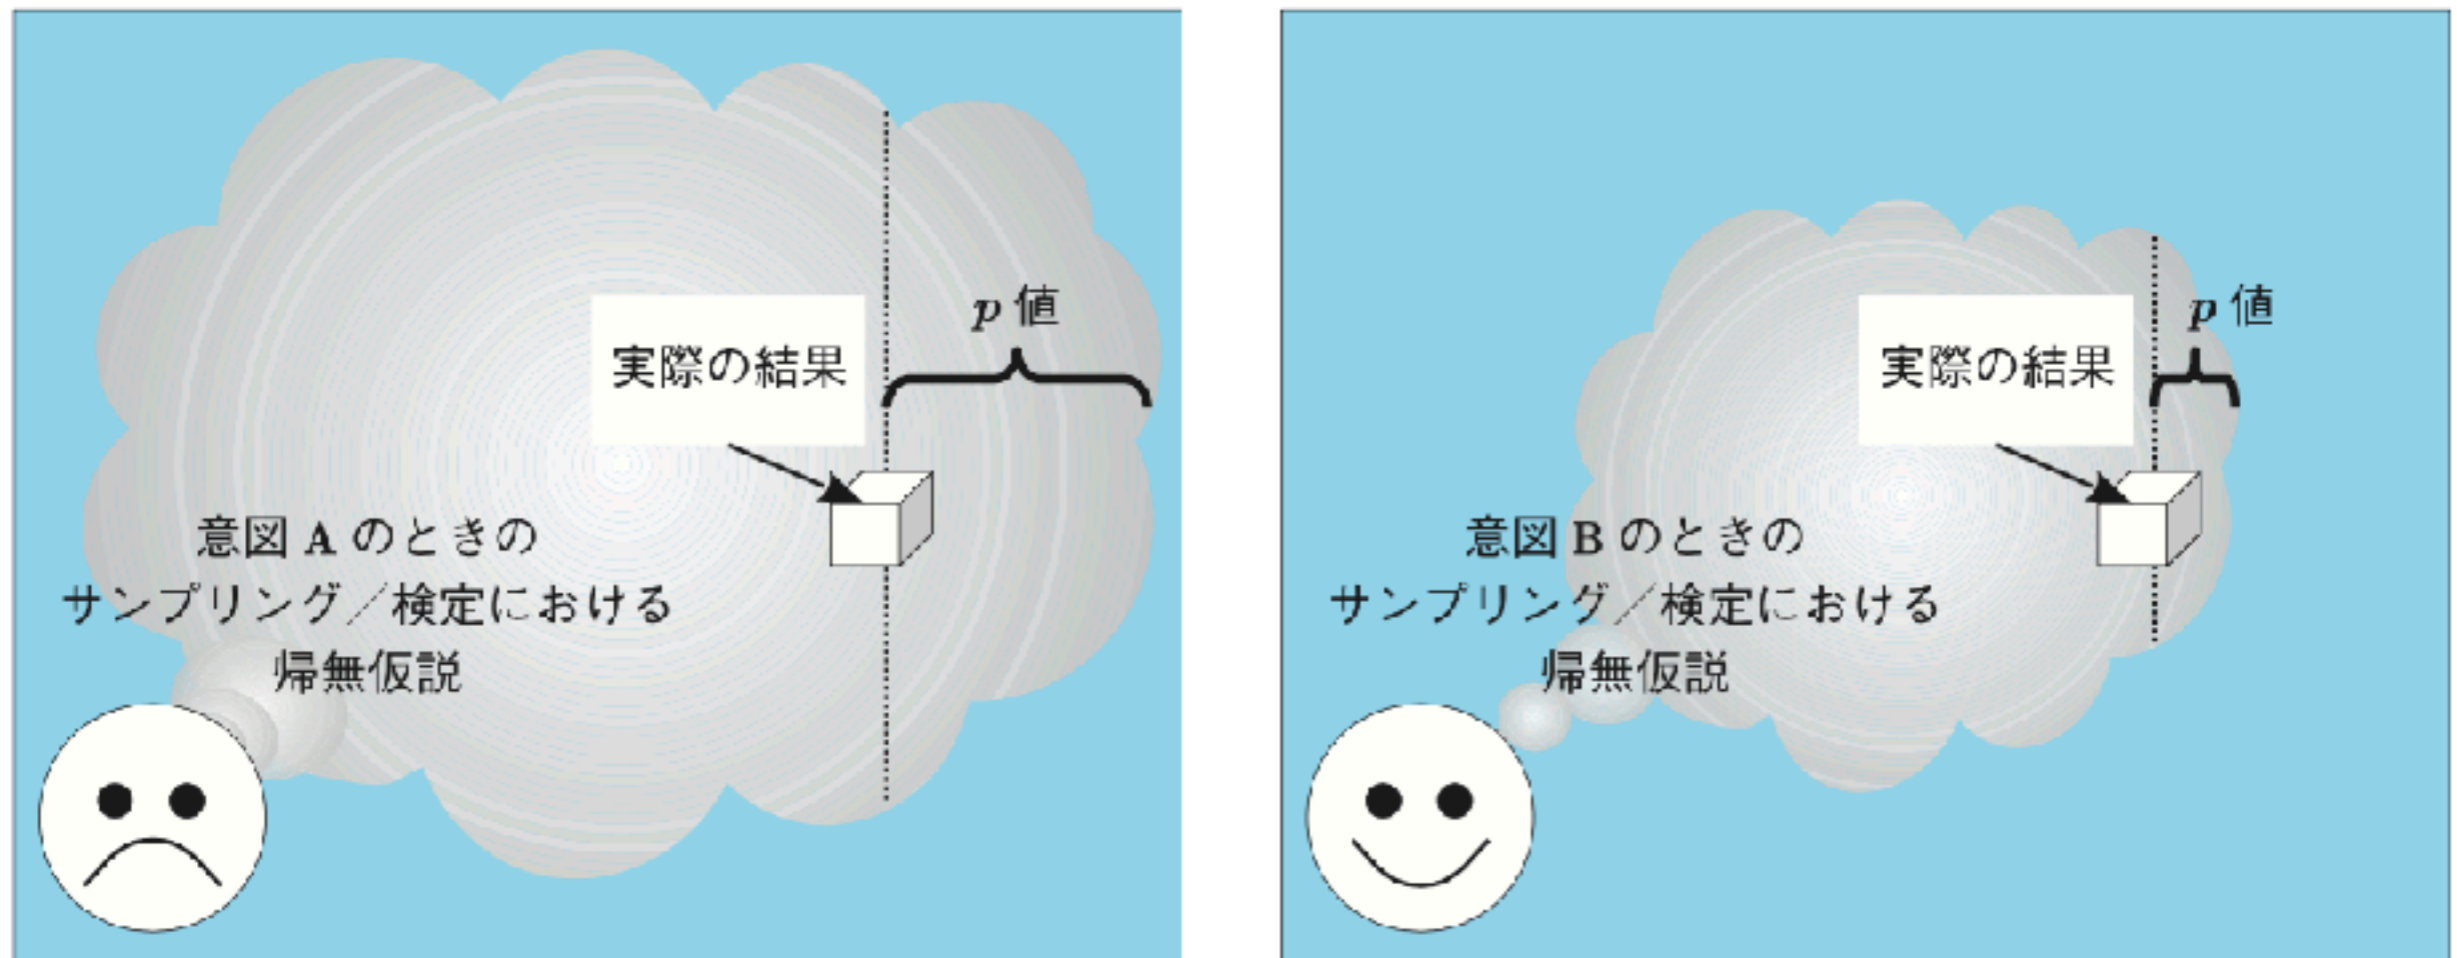 p 値
実際の結果
意図 A のときの
サンプリング／検定における
帰無仮説
p 値
実際の結果
意図 B のときの
サンプリング／検定における
帰無仮説